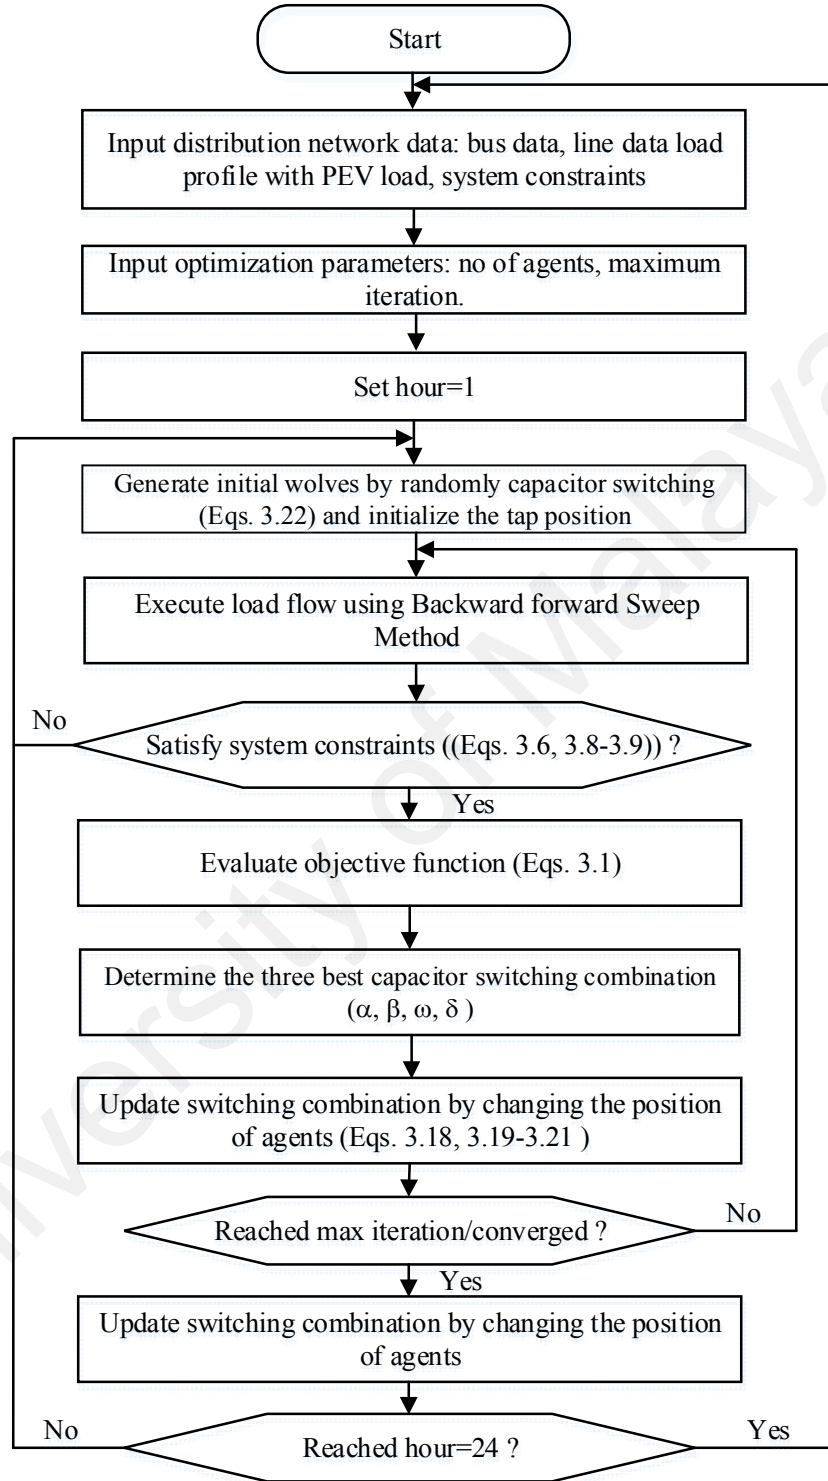 Start
Input distribution network data: bus data, line data load
profile with PEV load, system constraints
Input optimization parameters: no of agents, maximum
iteration.
Set hour=1
Generate initial wolves by randomly capacitor switching
(Eqs. 3.22) and initialize the tap position
Execute load flow using Backward forward Sweep
Method
No
Satisfy system constraints ((Eqs. 3.6, 3.8-3.9)) ?
Yes
Evaluate objective function (Eqs. 3.1)
Determine the three best capacitor switching combination
(α, β, ω, δ )
Update switching combination by changing the position
of agents (Eqs. 3.18, 3.19-3.21 )
Reached max iteration/converged ?
No
Yes
Update switching combination by changing the position
of agents
No
Reached hour=24 ?
Yes
University of Malaya